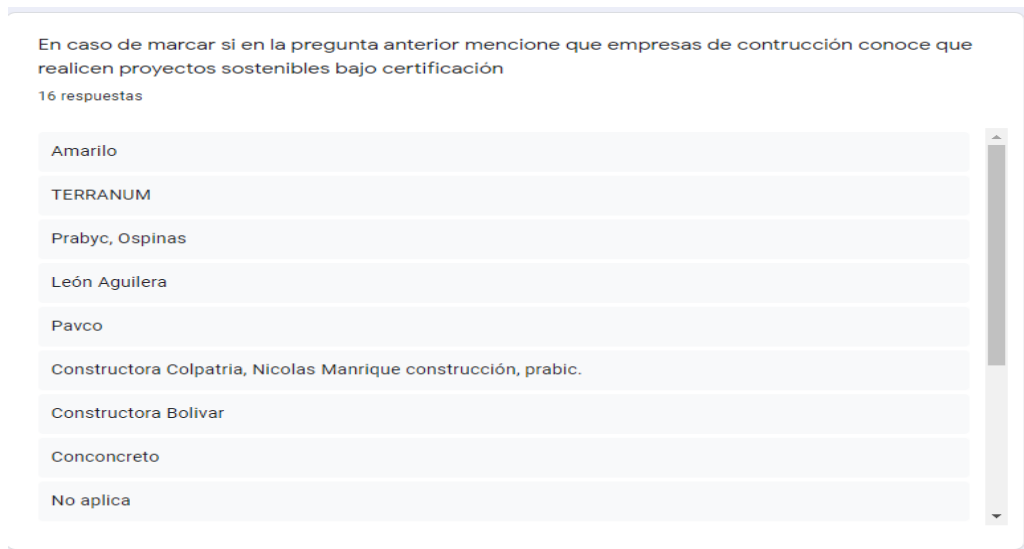 En caso de marcar si en la pregunta anterior mencione que empresas de contrucción conoce que
realicen proyectos sostenibles bajo certificación
16 respuestas
Amarilo
TERRANUM
Prabyc, Ospinas
León Aguilera
Pavco
Constructora Colpatria, Nicolas Manrique construcción, prabic.
Constructora Bolivar
Conconcreto
No aplica